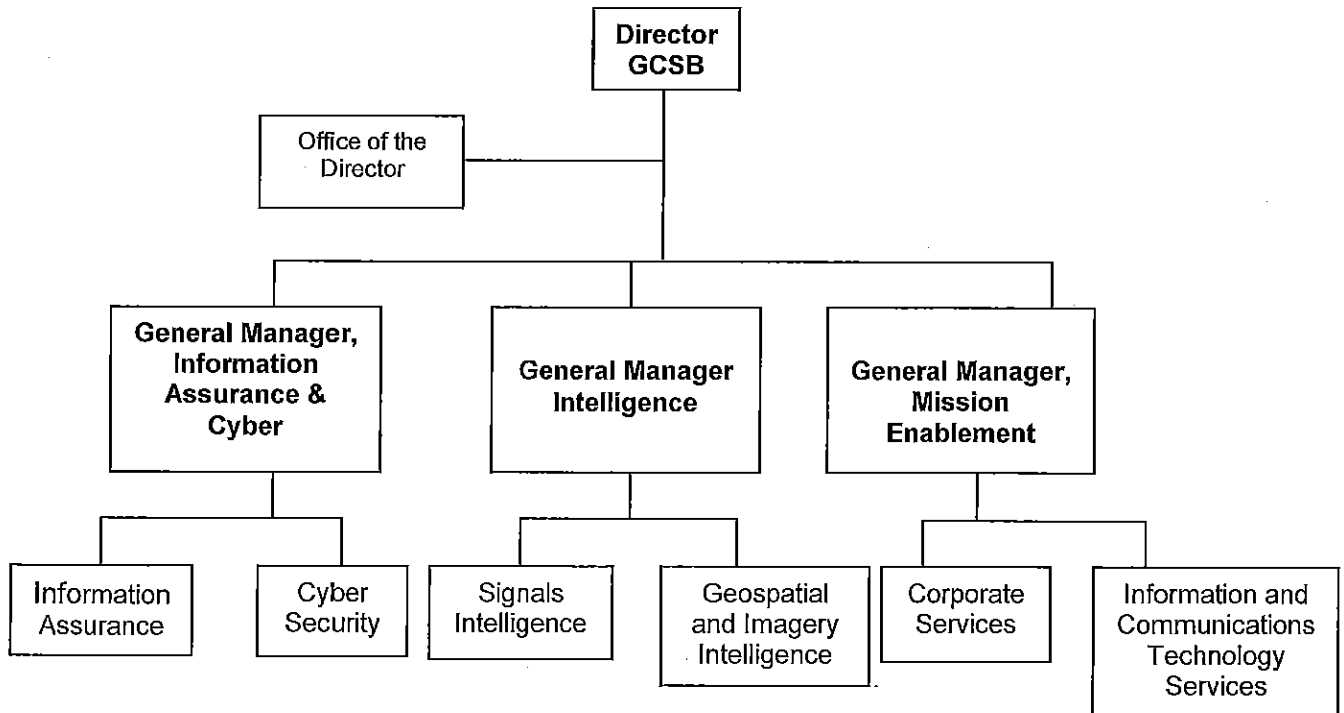 Director
GCSB
Office of the
Director
General Manager,
Information
Assurance &
Cyber
General Manager
Intelligence
General Manager,
Mission
Enablement
Information
Assurance
Cyber
Security
Signals
Intelligence
Geospatial
and Imagery
Intelligence
Corporate
Services
Information and
Communications
Technology
Services